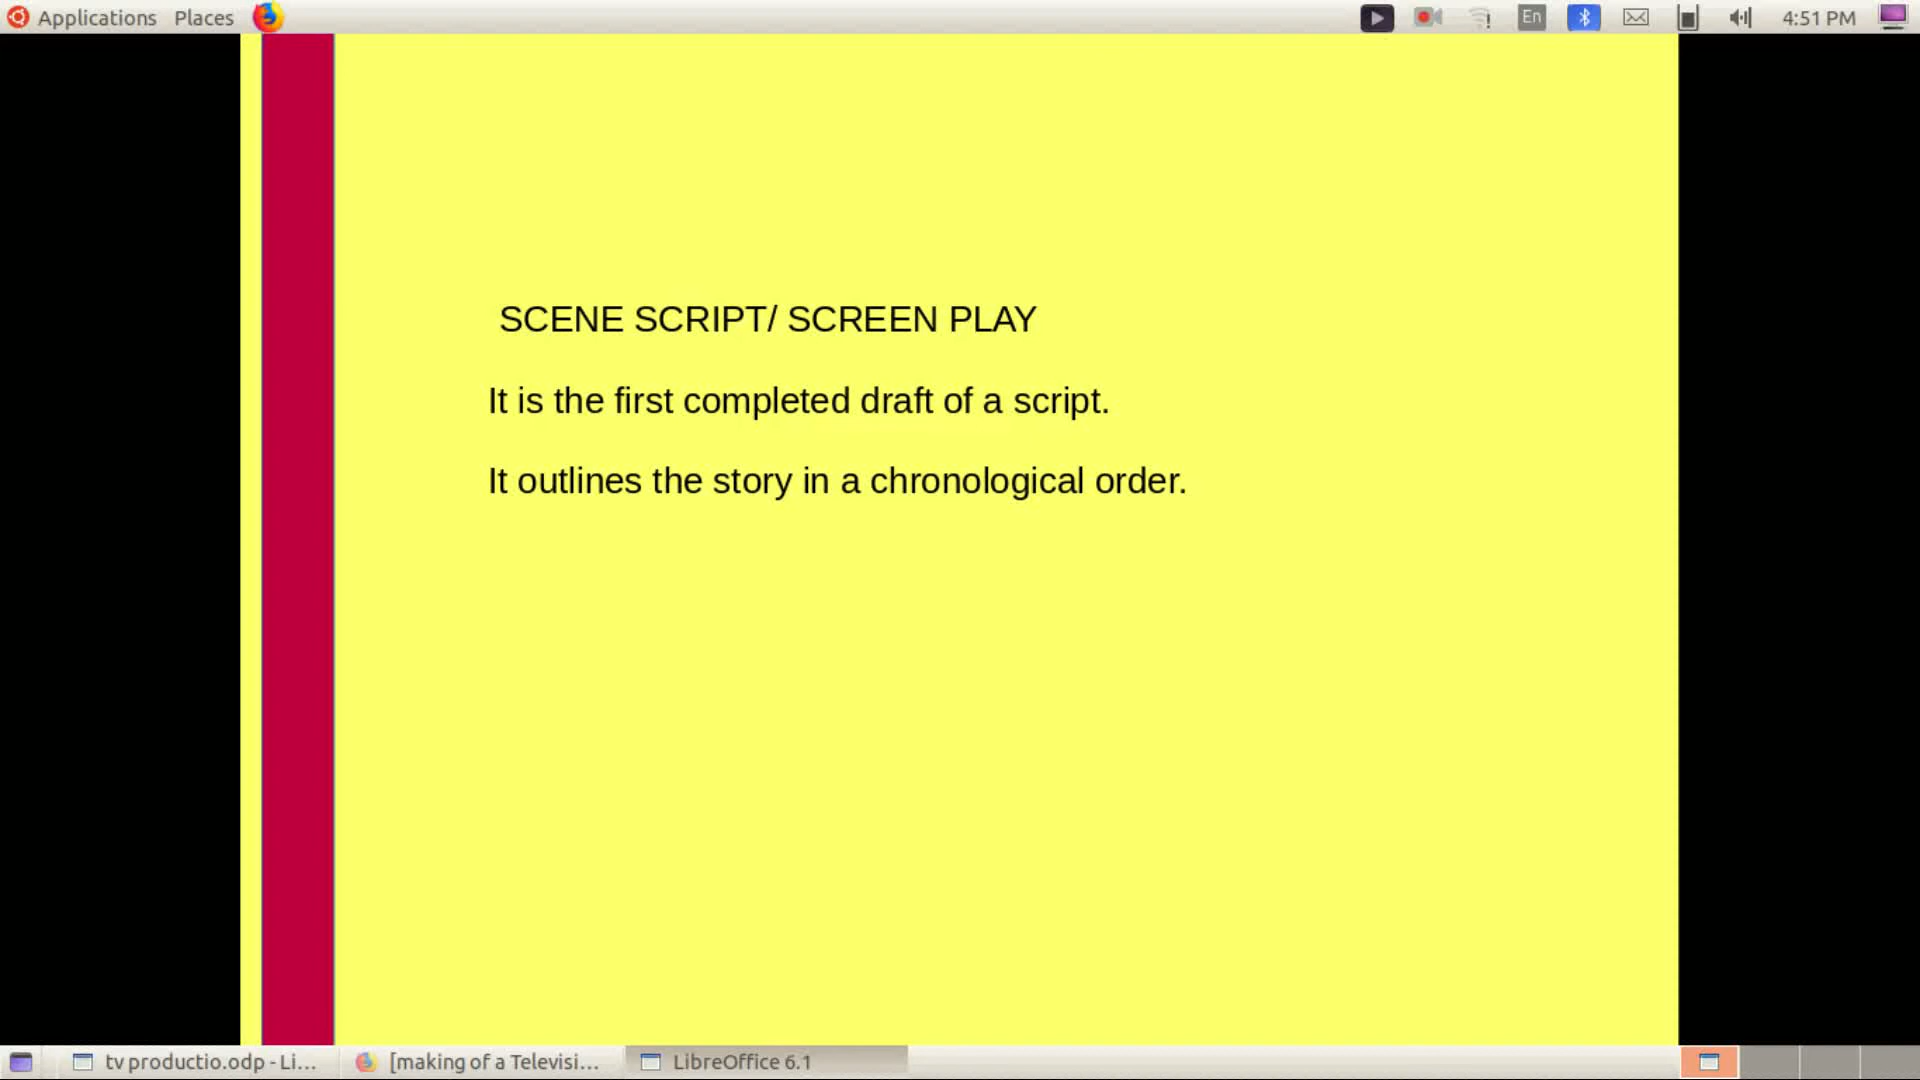 Applications Places En 4:51 PM
SCENE SCRIPT/ SCREEN PLAY
It is the first completed draft of a script.
It outlines the story in a chronological order.
tv productio.odp - Li... [making of a Televisi... LibreOffice 6.1